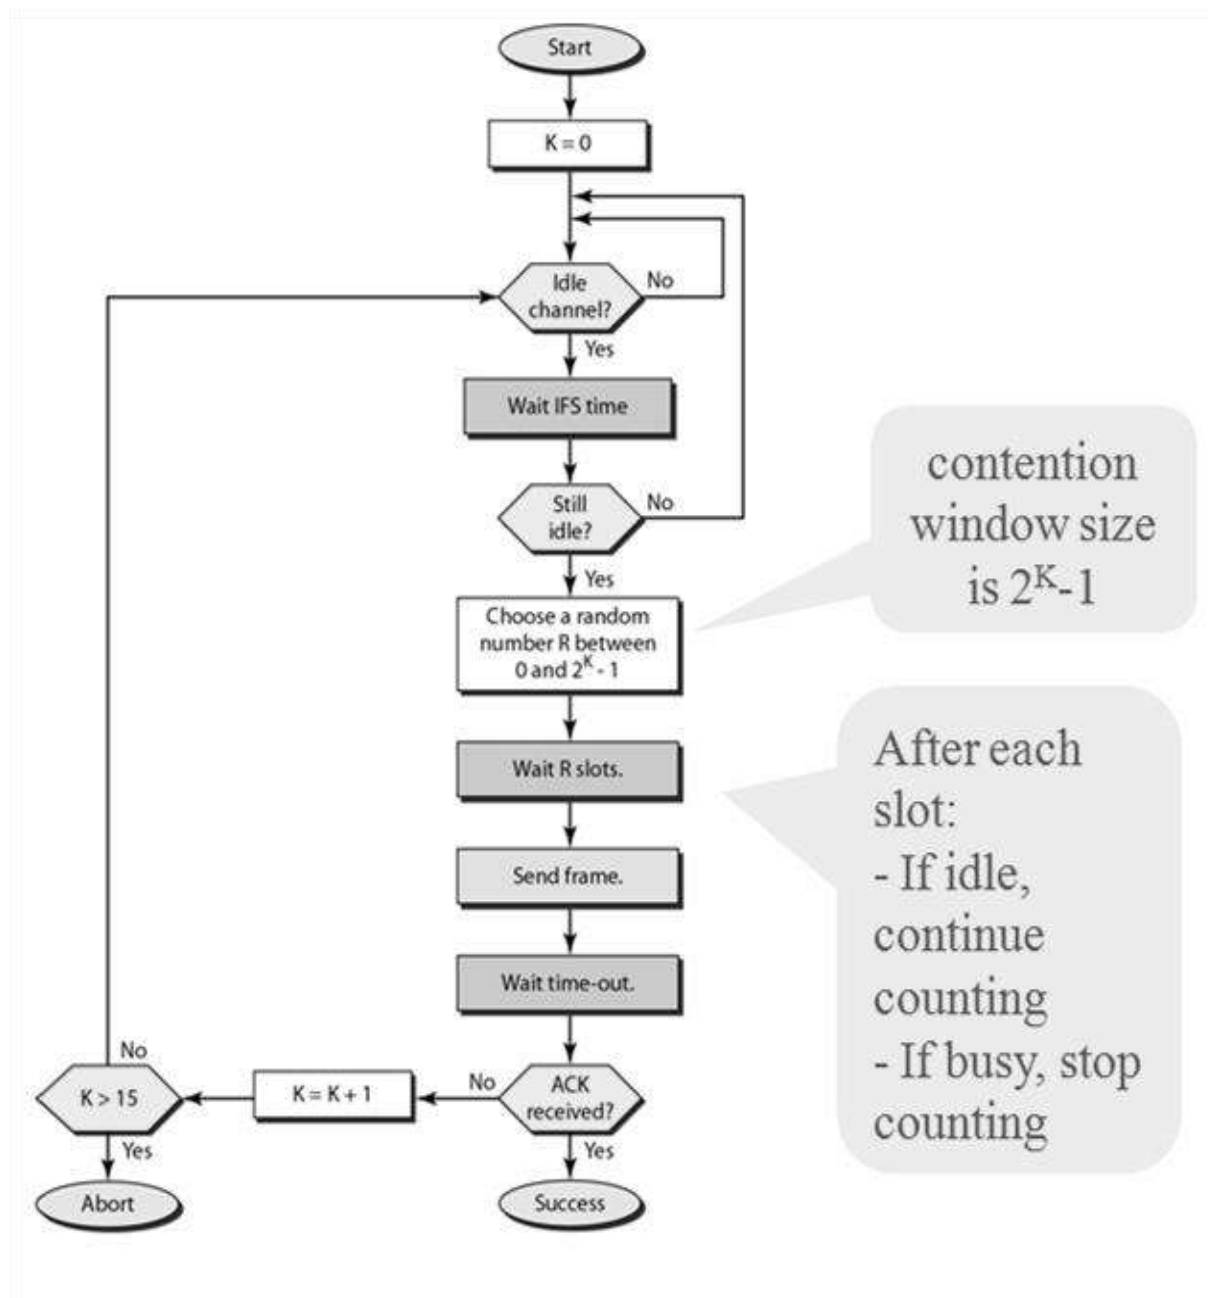 Start
K = 0
Idle
channel?
No
Yes
Wait IFS time
Still
idle?
No
Yes
Choose a random
number R between
0 and 2^K - 1
contention
window size
is 2^K-1
Wait R slots.
After each
slot:
- If idle,
continue
counting
- If busy, stop
counting
Send frame.
Wait time-out.
ACK
received?
No
Yes
K = K + 1
K > 15
No
Yes
Abort
Success